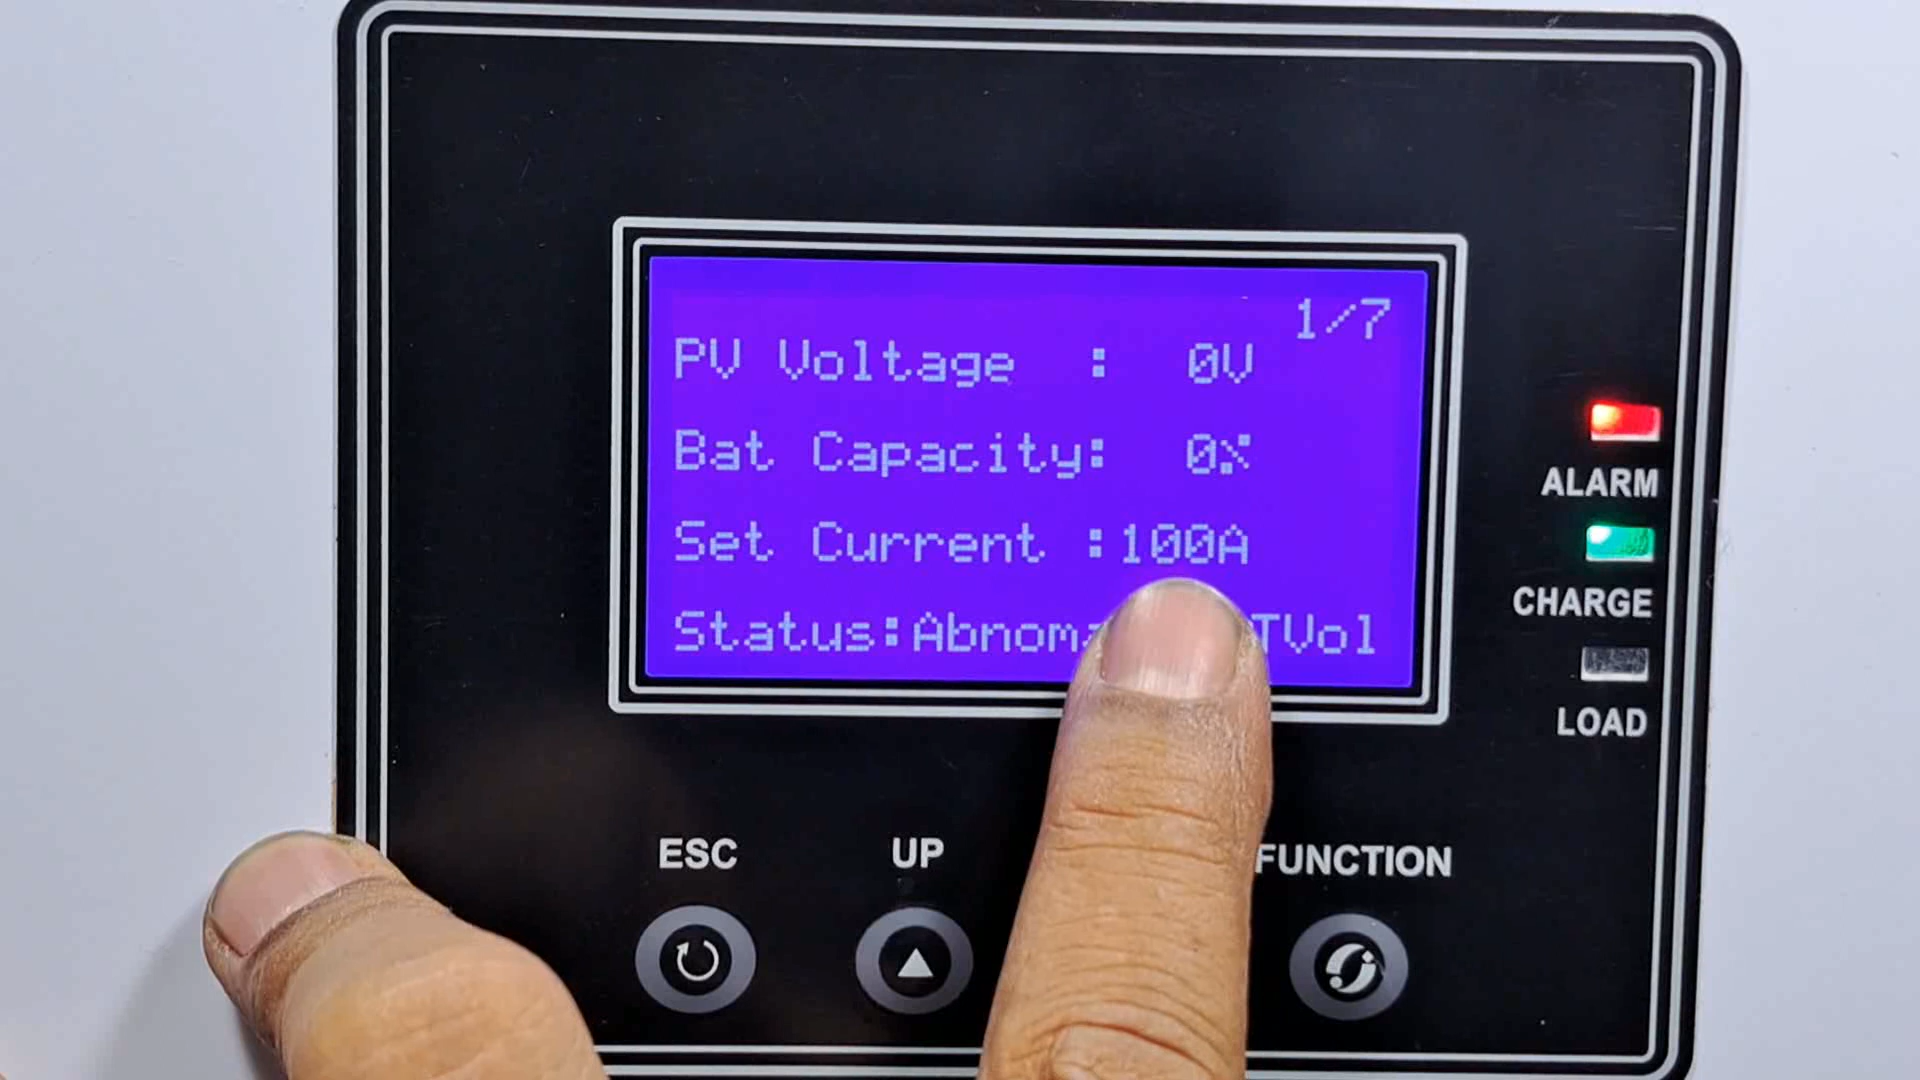 1/7
PV Voltage : 0V
Bat Capacity: 0%
Set Current :100A
Status:Abnoma TVol
ALARM
CHARGE
LOAD
ESC UP FUNCTION